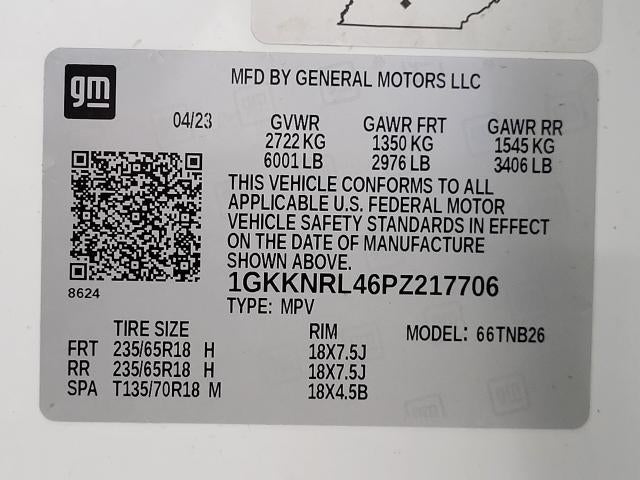 gm
MFD BY GENERAL MOTORS LLC
04/23 GVWR GAWR FRT GAWR RR
2722 KG 1350 KG 1545 KG
6001 LB 2976 LB 3406 LB
THIS VEHICLE CONFORMS TO ALL
APPLICABLE U.S. FEDERAL MOTOR
VEHICLE SAFETY STANDARDS IN EFFECT
ON THE DATE OF MANUFACTURE
SHOWN ABOVE.
1GKKNRL46PZ217706
8624
TYPE: MPV
TIRE SIZE RIM MODEL: 66TNB26
FRT 235/65R18 H 18X7.5J
RR 235/65R18 H 18X7.5J
SPA T135/70R18 M 18X4.5B